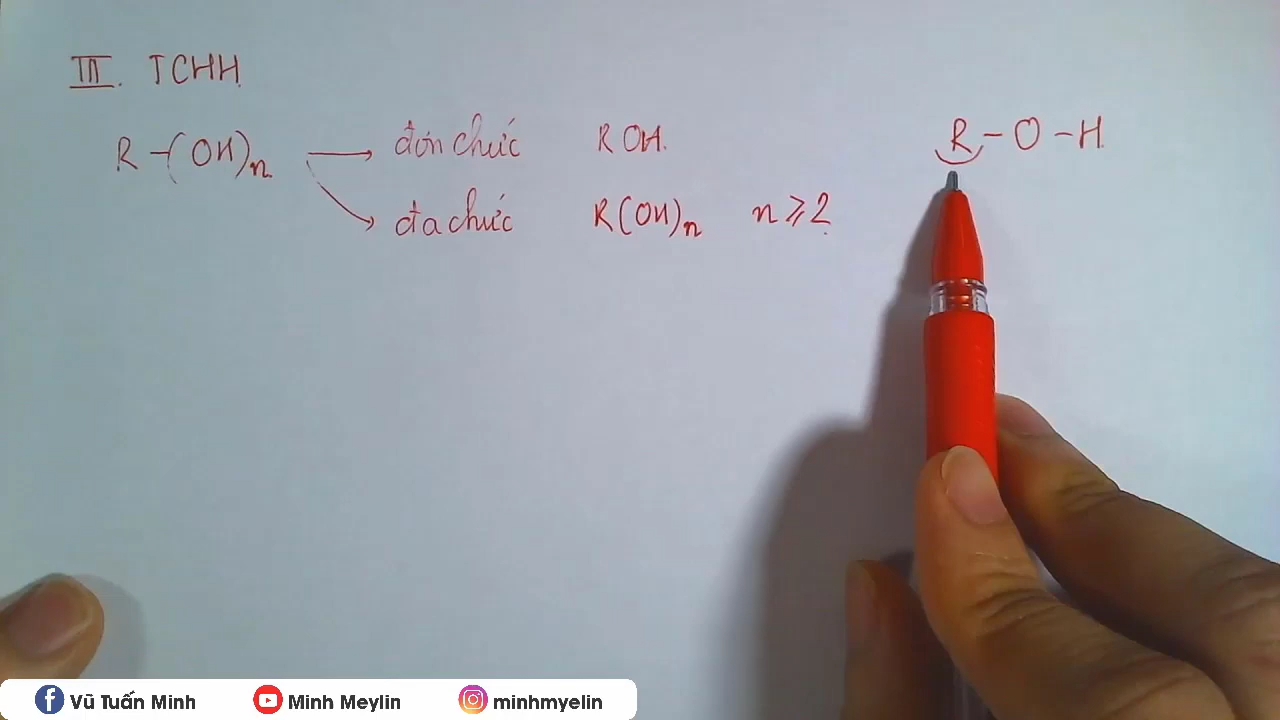 III. TCHH
R-(OH)n → đơn chức ROH.
đa chức R(OH)n n ≥ 2
R-O-H
Vũ Tuấn Minh Minh Meylin minhmyelin